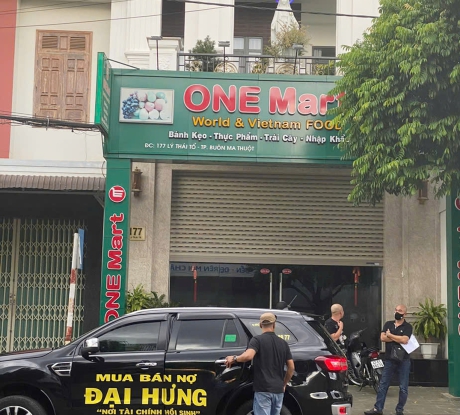 ONE Mart
World & Vietnam FOOD
Bánh Kẹo - Thực Phẩm - Trái Cây - Nhập Khẩ
ĐC: 177 LÝ THÁI TỔ - TP. BUÔN MA THUỘT
177
ONE Mart
MUA BÁN NỢ
ĐẠI HƯNG
"NƠI TÀI CHÍNH HỒI SINH"